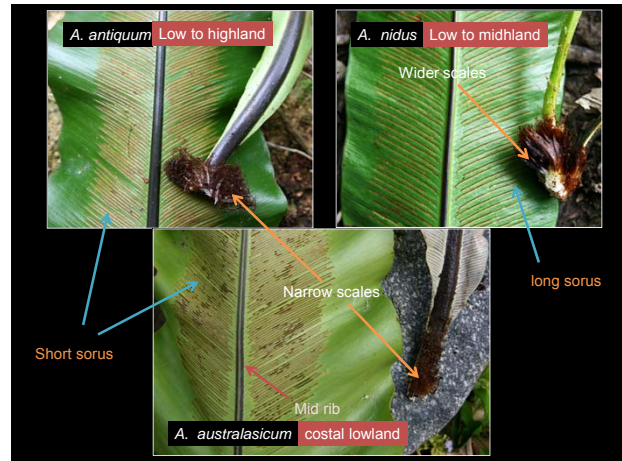 A. antiquum Low to highland
A. nidus Low to midhland
Wider scales
long sorus
Narrow scales
Short sorus
Mid rib
A. australasicum costal lowland